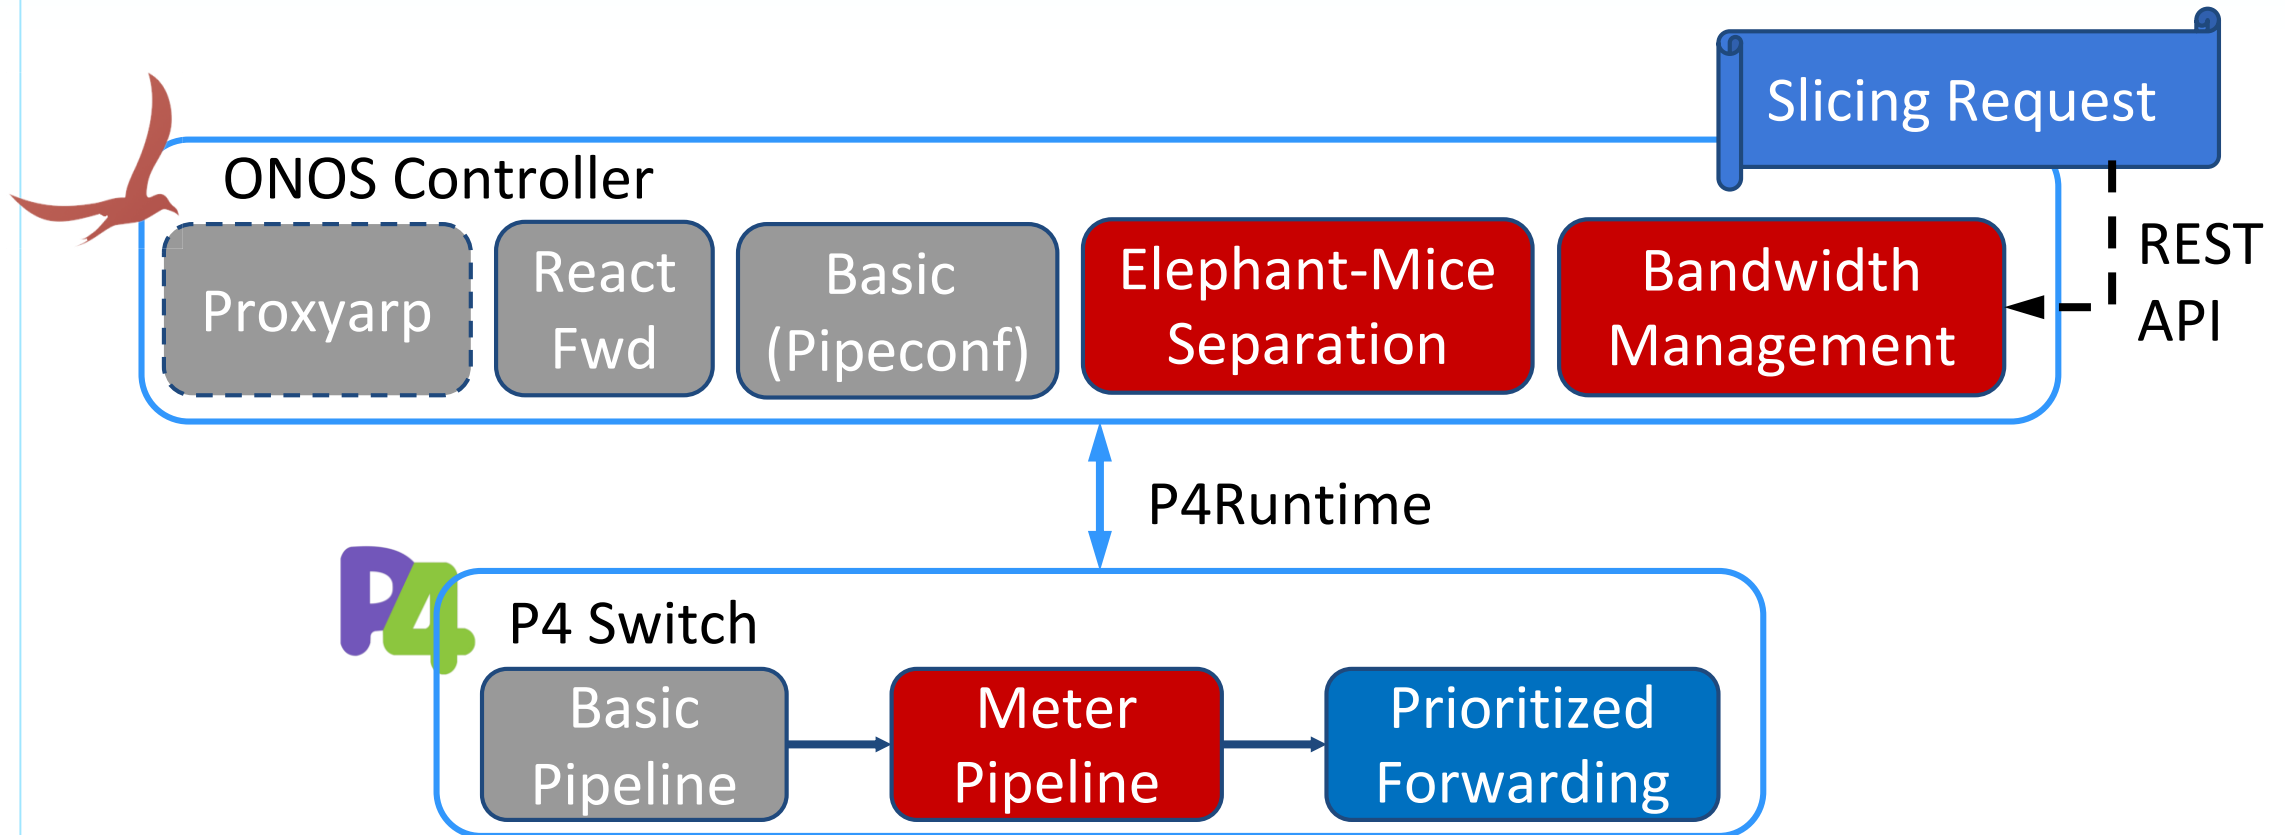 Slicing Request
ONOS Controller
Proxyarp
React
Fwd
Basic
(Pipeconf)
Elephant-Mice
Separation
Bandwidth
Management
REST
API
P4Runtime
P4
P4 Switch
Basic
Pipeline
Meter
Pipeline
Prioritized
Forwarding